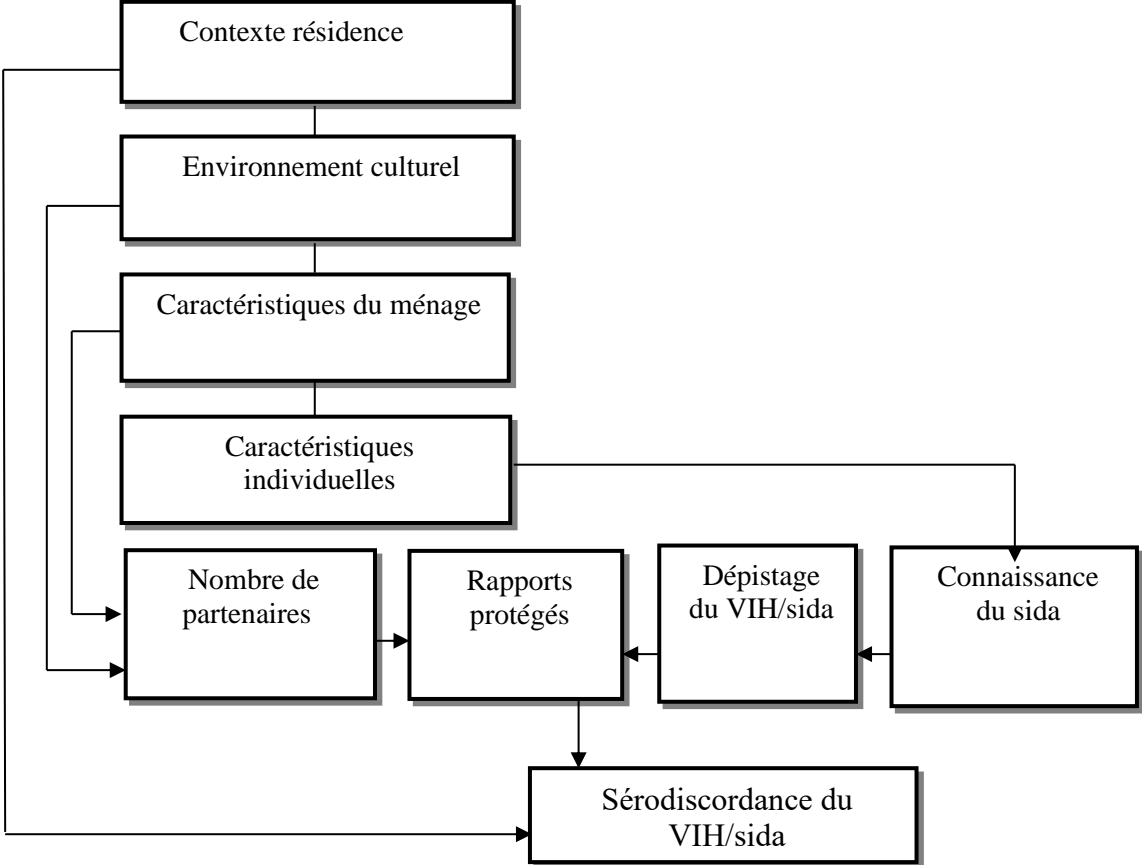 Contexte résidence
Environnement culturel
Caractéristiques du ménage
Caractéristiques
individuelles
Nombre de
partenaires
Rapports
protégés
Dépistage
du VIH/sida
Connaissance
du sida
Sérodiscordance du
VIH/sida